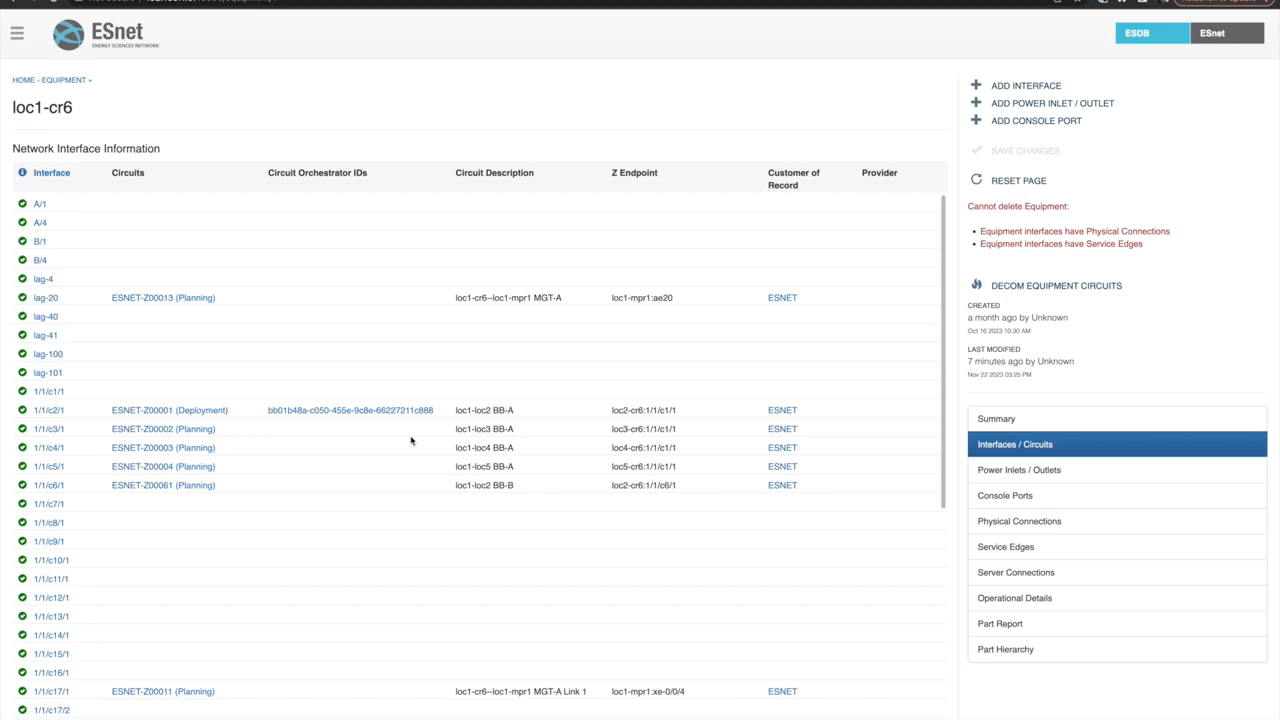 ESnet
ENERGY SCIENCES NETWORK
ESDB ESnet
HOME › EQUIPMENT »
loc1-cr6
Network Interface Information
Interface Circuits Circuit Orchestrator IDs Circuit Description Z Endpoint Customer of Record Provider
A/1
A/4
B/1
B/4
lag-4
lag-20 ESNET-Z00013 (Planning) loc1-cr6--loc1-mpr1 MGT-A loc1-mpr1:ae20 ESNET
lag-40
lag-41
lag-100
lag-101
1/1/c1/1
1/1/c2/1 ESNET-Z00001 (Deployment) bb01b48a-c050-455e-9c8e-66227211c888 loc1-loc2 BB-A loc2-cr6:1/1/c1/1 ESNET
1/1/c3/1 ESNET-Z00002 (Planning) loc1-loc3 BB-A loc3-cr6:1/1/c1/1 ESNET
1/1/c4/1 ESNET-Z00003 (Planning) loc1-loc4 BB-A loc4-cr6:1/1/c1/1 ESNET
1/1/c5/1 ESNET-Z00004 (Planning) loc1-loc5 BB-A loc5-cr6:1/1/c1/1 ESNET
1/1/c6/1 ESNET-Z00061 (Planning) loc1-loc2 BB-B loc2-cr6:1/1/c6/1 ESNET
1/1/c7/1
1/1/c8/1
1/1/c9/1
1/1/c10/1
1/1/c11/1
1/1/c12/1
1/1/c13/1
1/1/c14/1
1/1/c15/1
1/1/c16/1
1/1/c17/1 ESNET-Z00011 (Planning) loc1-cr6--loc1-mpr1 MGT-A Link 1 loc1-mpr1:xe-0/0/4 ESNET
1/1/c17/2
ADD INTERFACE
ADD POWER INLET / OUTLET
ADD CONSOLE PORT
SAVE CHANGES
RESET PAGE
Cannot delete Equipment:
• Equipment interfaces have Physical Connections
• Equipment interfaces have Service Edges
DECOM EQUIPMENT CIRCUITS
CREATED
a month ago by Unknown
Oct 16 2023 10:30 AM
LAST MODIFIED
7 minutes ago by Unknown
Nov 22 2023 03:25 PM
Summary
Interfaces / Circuits
Power Inlets / Outlets
Console Ports
Physical Connections
Service Edges
Server Connections
Operational Details
Part Report
Part Hierarchy